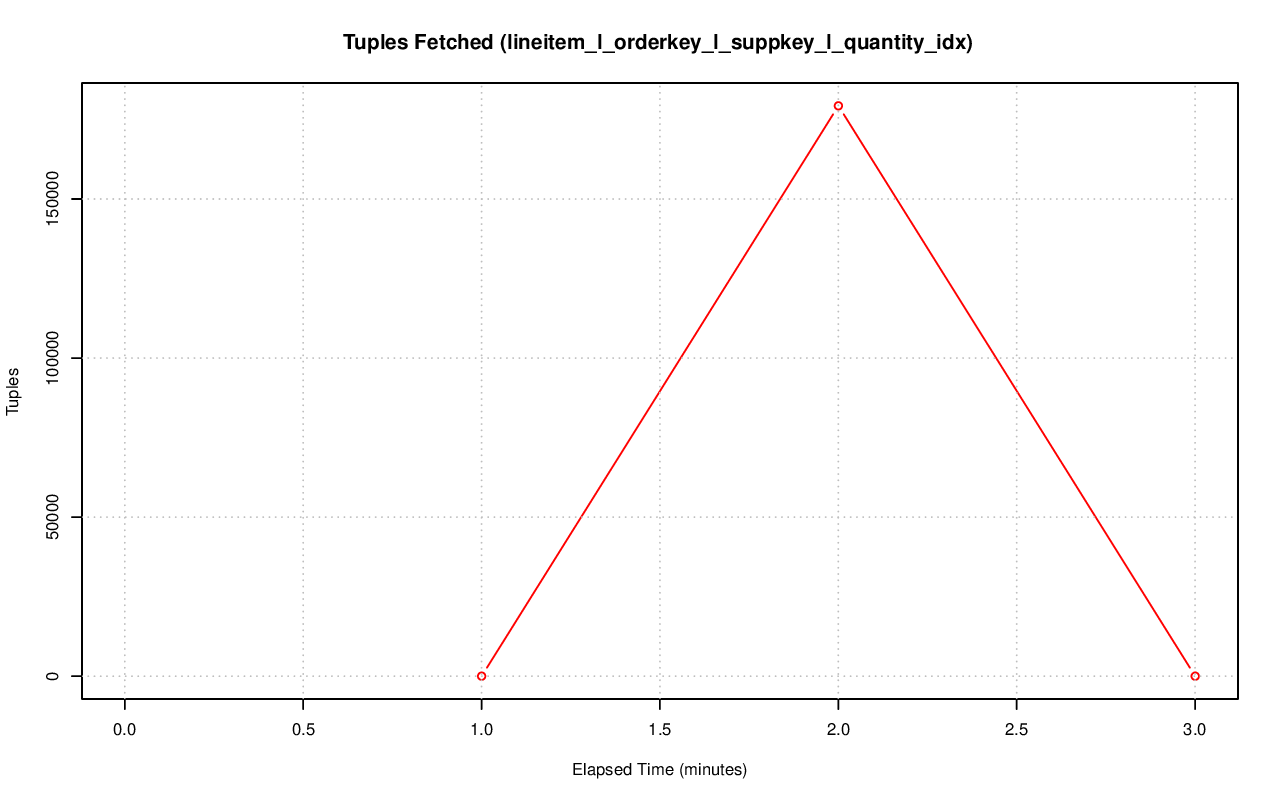 Tuples Fetched (lineitem_l_orderkey_l_suppkey_l_quantity_idx)
Tuples
150000
100000
50000
0
0.0 0.5 1.0 1.5 2.0 2.5 3.0
Elapsed Time (minutes)